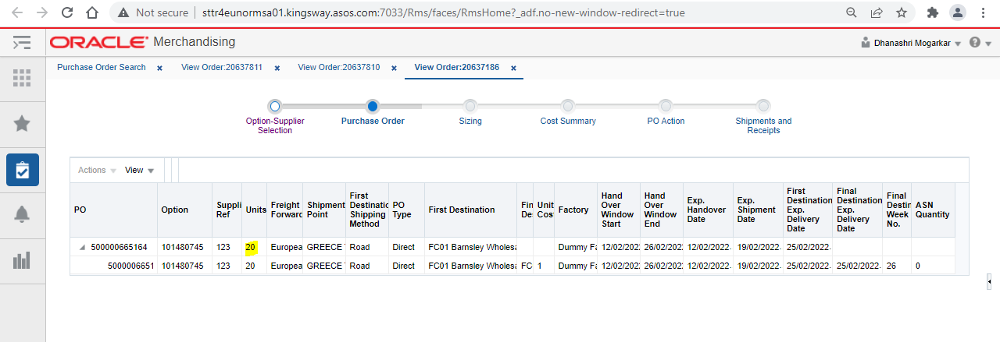 Not secure | sttr4eunormsa01.kingsway.asos.com:7033/Rms/faces/RmsHome?_adf.no-new-window-redirect=true
ORACLE Merchandising
Dhanashri Mogarkar
Purchase Order Search × View Order:20637811 × View Order:20637810 × View Order:20637186 ×
Option-Supplier Selection
Purchase Order
Sizing
Cost Summary
PO Action
Shipments and Receipts
Actions View
PO Option Suppli Ref Units Freight Forward Shipment Point First Destinatic Shipping Method PO Type First Destination Fin De: Unit Cost Factory Hand Over Window Start Hand Over Window End Exp. Handover Date Exp. Shipment Date First Destination Exp. Delivery Date Final Destination Exp. Delivery Date Final Destin Week No. ASN Quantity
500000665164 101480745 123 20 Europea GREECE Road Direct FC01 Barnsley Wholesa Dummy Fa 12/02/2022 26/02/2022 12/02/2022 19/02/2022 25/02/2022
5000006651 101480745 123 20 Europea GREECE Road Direct FC01 Barnsley Wholesa FC 1 Dummy Fa 12/02/2022 26/02/2022 12/02/2022 19/02/2022 25/02/2022 25/02/2022 26 0